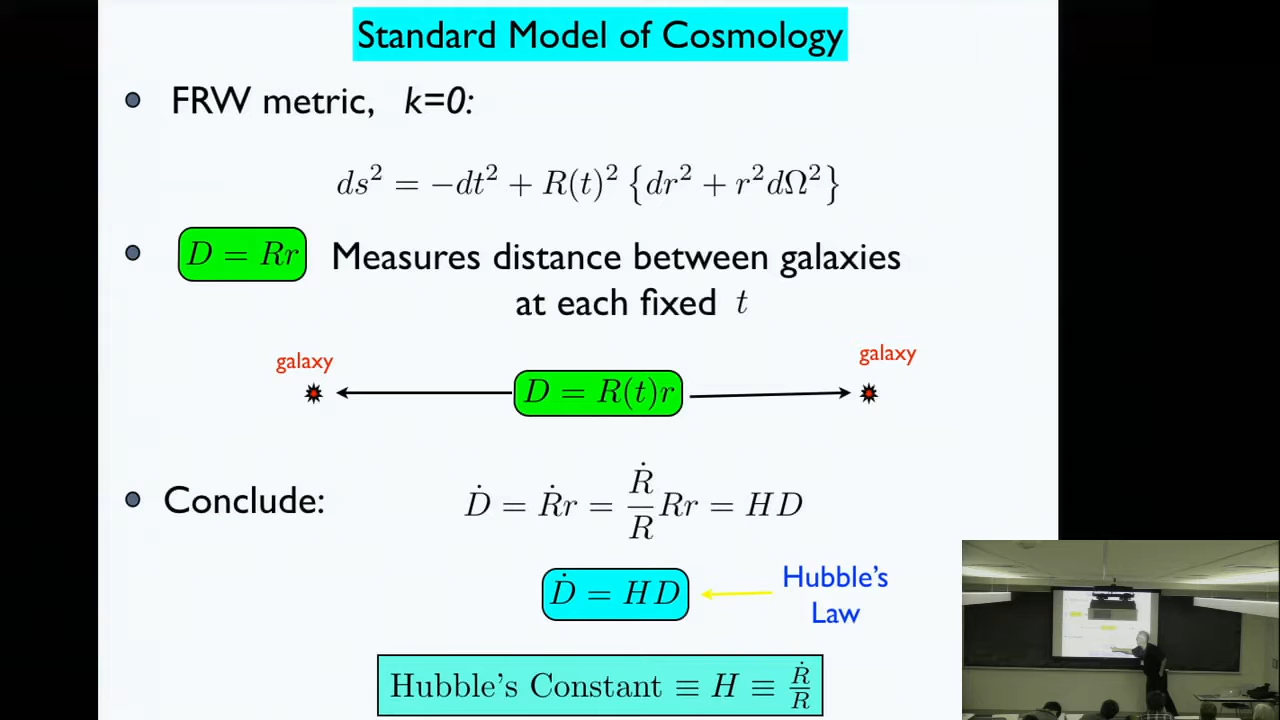 Standard Model of Cosmology
FRW metric, k=0:
ds² = −dt² + R(t)² {dr² + r²dΩ²}
D = Rr Measures distance between galaxies
at each fixed t
galaxy galaxy
D = R(t)r
Conclude: Ḋ = Ṙr = Ṙ/R Rr = HD
Ḋ = HD Hubble's
Law
Hubble's Constant ≡ H ≡ Ṙ/R